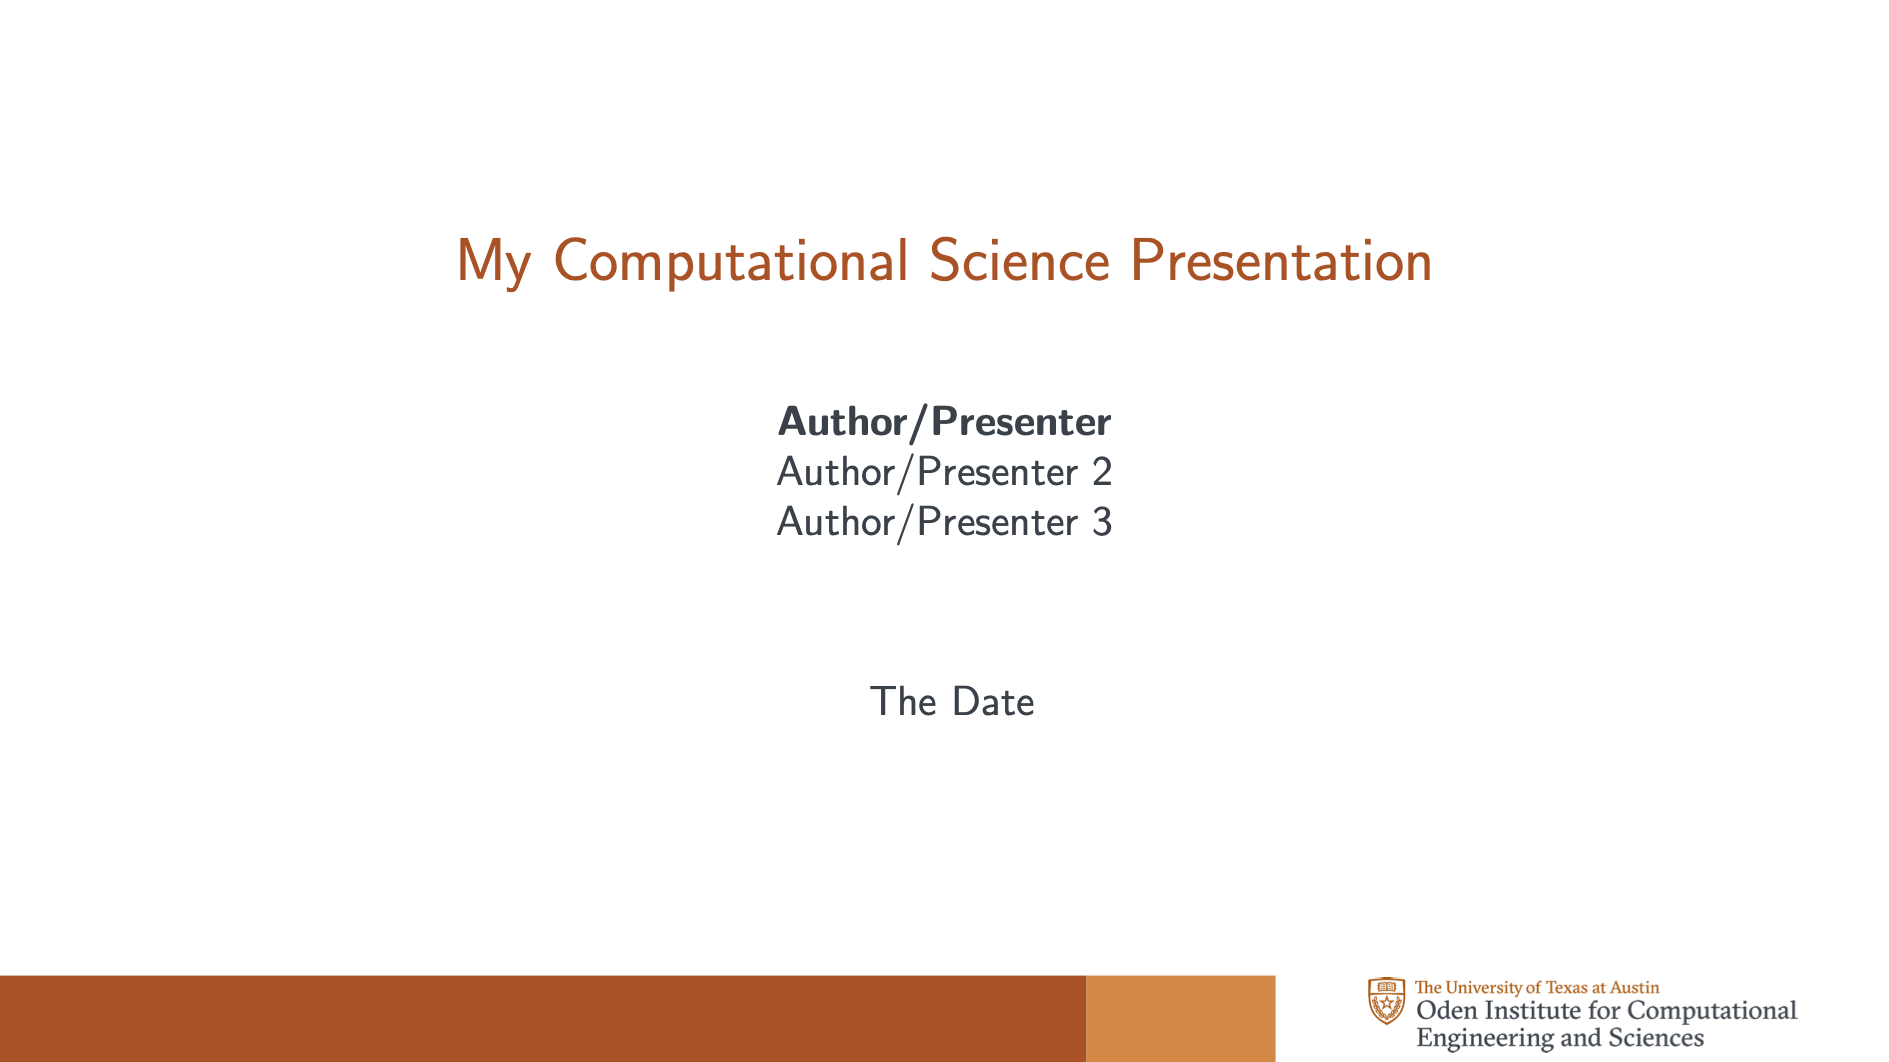 My Computational Science Presentation
Author/Presenter
Author/Presenter 2
Author/Presenter 3
The Date
The University of Texas at Austin
Oden Institute for Computational
Engineering and Sciences